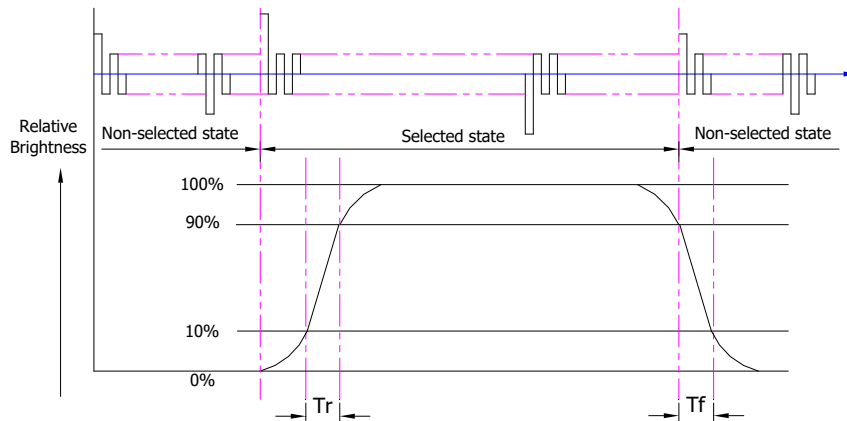 Relative
Brightness
Non-selected state
Selected state
Non-selected state
100%
90%
10%
0%
Tr
Tf